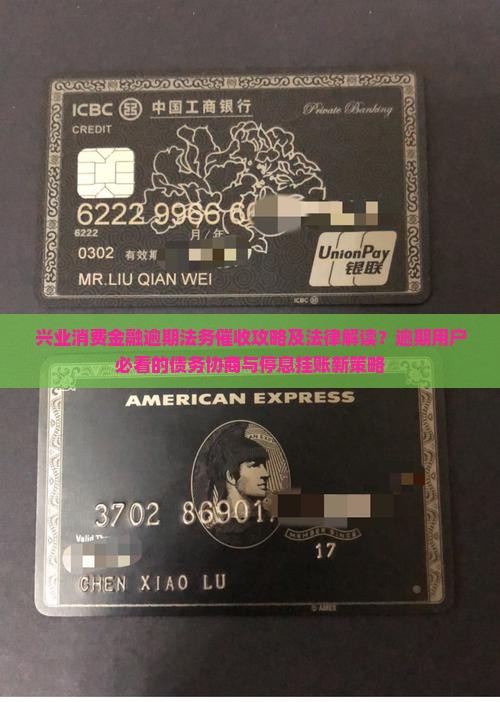 ICBC 中国工商银行
Private Banking
CREDIT
6222 9966 6
6222
月/年
0302 有效期
UnionPay
银联
MR.LIU QIAN WEI
兴业消费金融逾期法务催收攻略及法律解读？逾期用户
必看的债务协商与停息挂账新策略
AMERICAN EXPRESS
3702 86901
MEMBER SINCE
Valid Th
17
CHEN XIAO LU
© AMEX